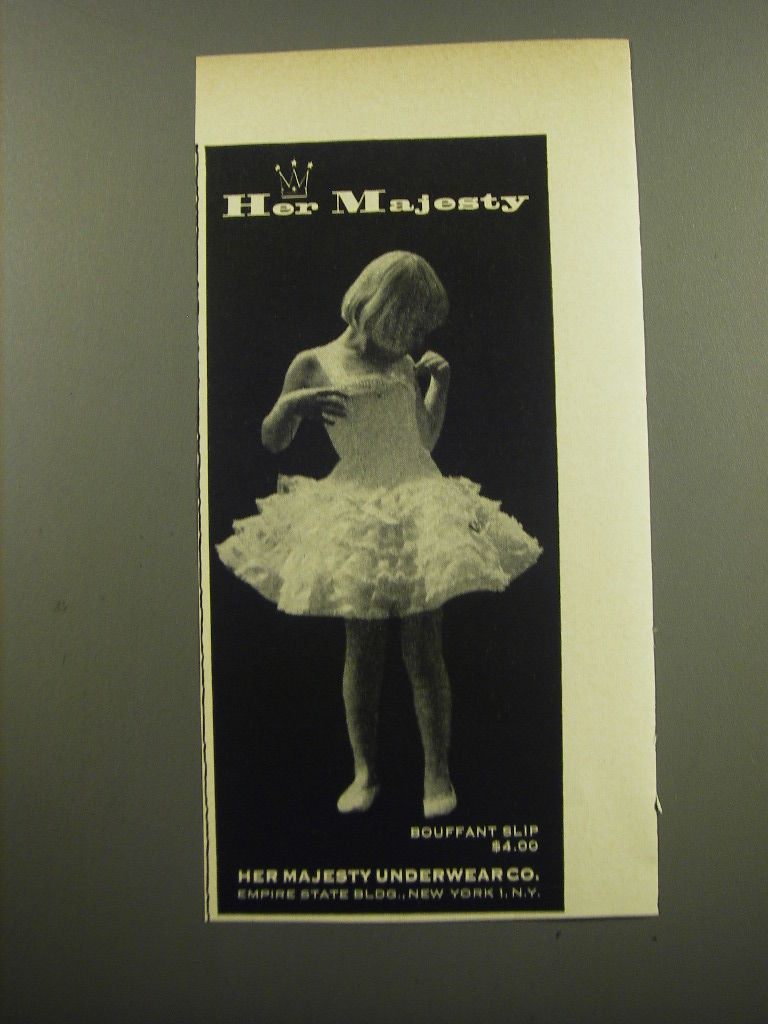 Her Majesty
BOUFFANT SLIP
$4.00
HER MAJESTY UNDERWEAR CO.
EMPIRE STATE BLDG., NEW YORK 1, N.Y.